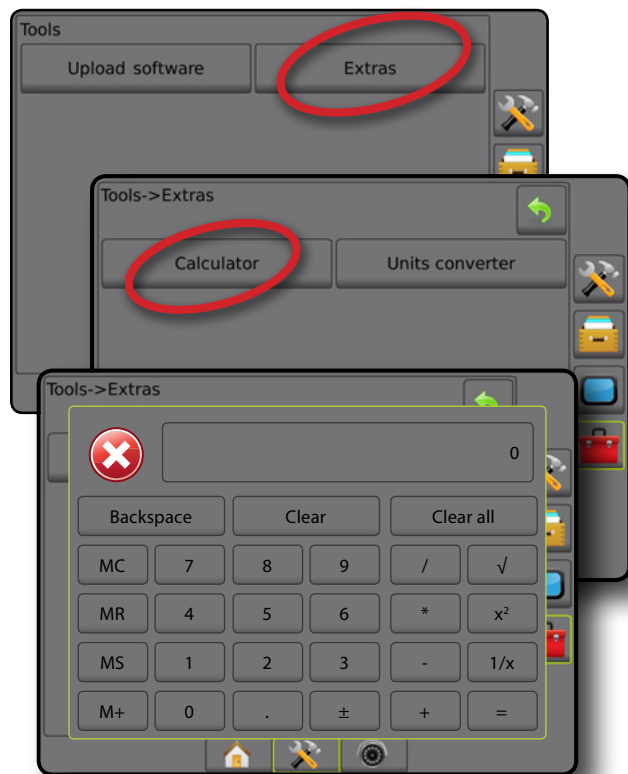 Tools
Upload software Extras
Tools->Extras
Calculator Units converter
Tools->Extras
0
Backspace Clear Clear all
MC 7 8 9 / √
MR 4 5 6 * x²
MS 1 2 3 - 1/x
M+ 0 . ± + =